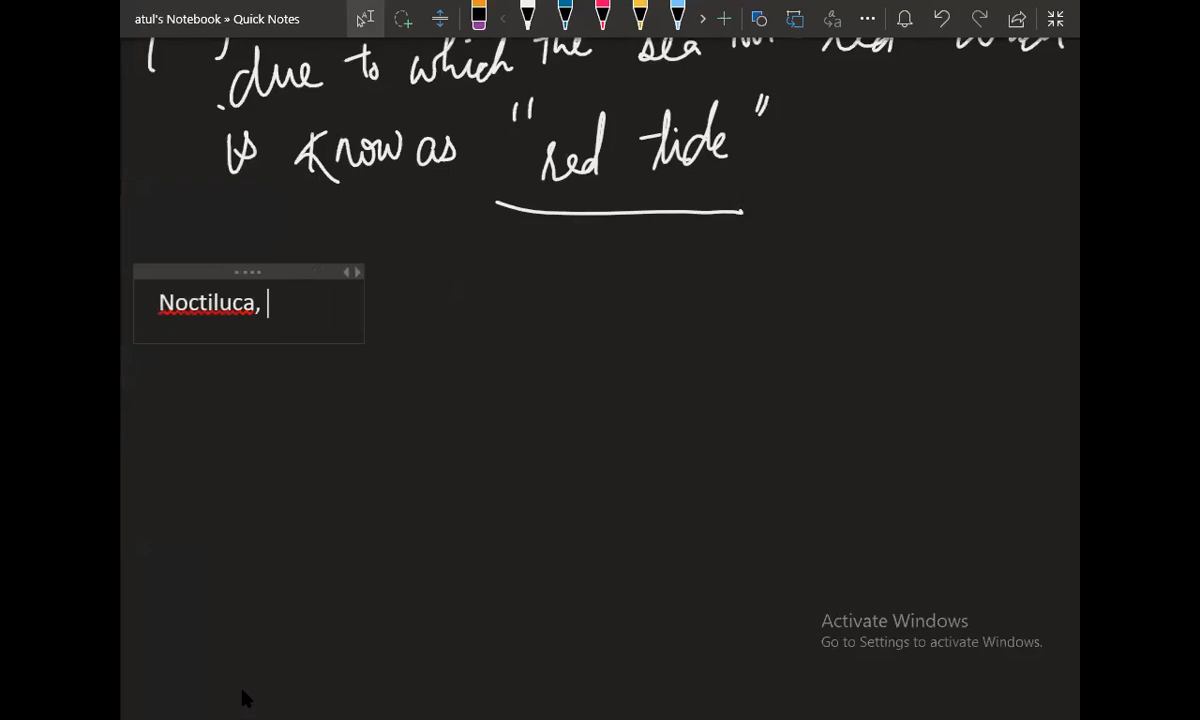 atul's Notebook » Quick Notes
due to which the sea red
is Know as "red tide"
Noctiluca,
Activate Windows
Go to Settings to activate Windows.